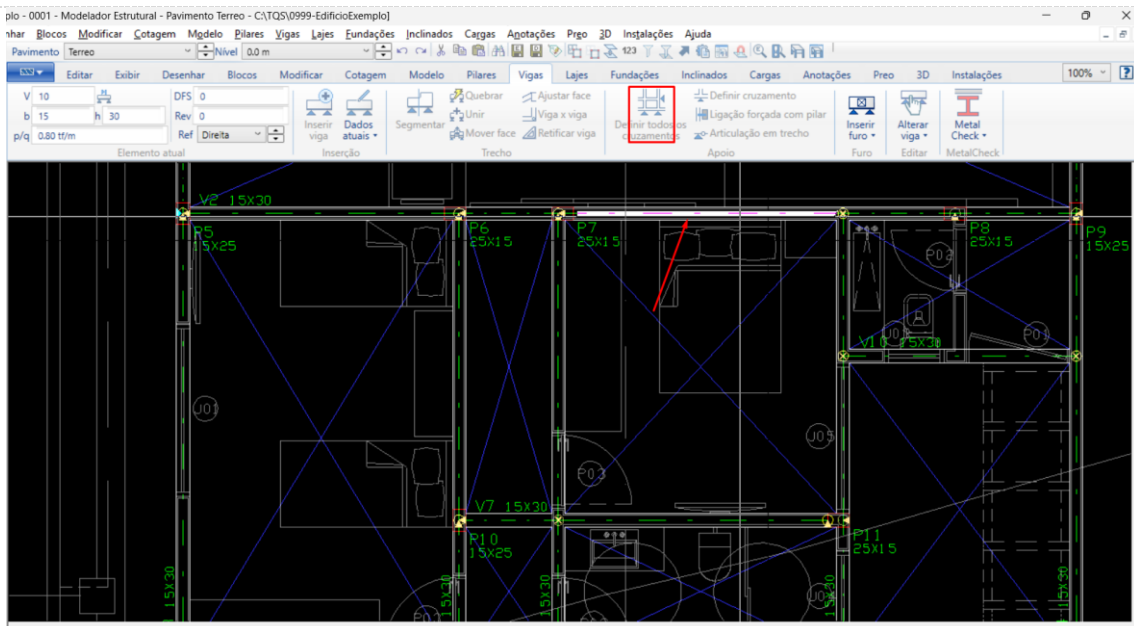 plo - 0001 - Modelador Estrutural - Pavimento Terreo - C:\TQS\0999-EdificioExemplo]
nhar Blocos Modificar Cotagem Modelo Pilares Vigas Lajes Fundações Inclinados Cargas Anotações Prego 3D Instalações Ajuda
Pavimento Terreo Nível 0.0 m 123
Editar Exibir Desenhar Blocos Modificar Cotagem Modelo Pilares Vigas Lajes Fundações Inclinados Cargas Anotações Preo 3D Instalações 100% ?
V 10 DFS 0
b 15 h 30 Rev 0
p/q 0.80 tf/m Ref Direita
Elemento atual
Inserir viga
Dados atuais
Inserção
Segmentar
Quebrar Ajustar face
Unir Viga x viga
Mover face Retificar viga
Trecho
Definir todos os cruzamentos
Definir cruzamento
Ligação forçada com pilar
Articulação em trecho
Apoio
Inserir furo
Furo
Alterar viga
Editar
Metal Check
MetalCheck
V2 15X30
P5
15X25
P6
25X15
P7
25X15
P8
25X15
P9
15X25
P02
J01
V10 15X30
P01
J05
P03
V7 15X30
P10
15X25
P11
25X15
15X30
15X30
15X30
15X30